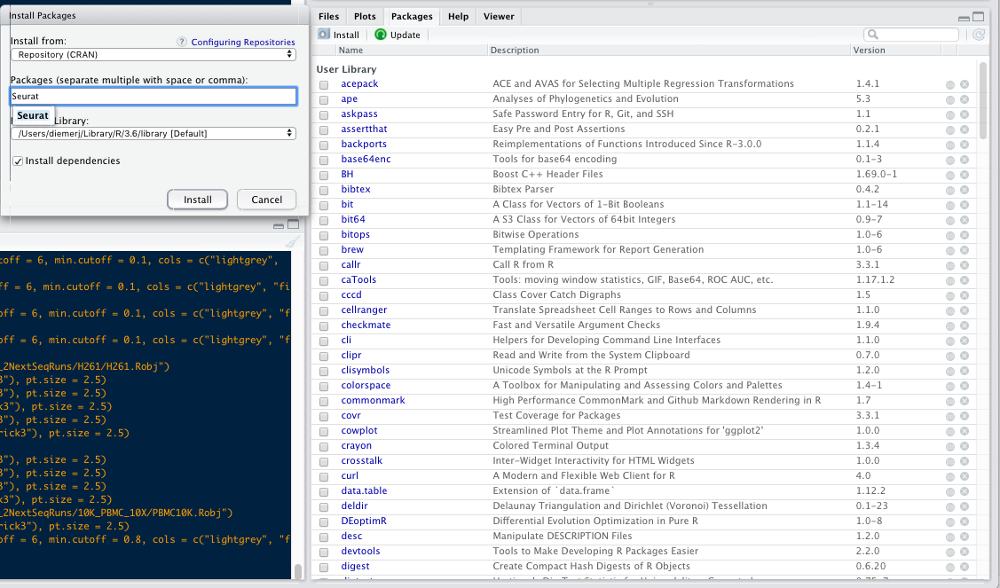 Install Packages
Install from:
? Configuring Repositories
Repository (CRAN)
Packages (separate multiple with space or comma):
Seurat
Seurat
Library:
/Users/diemerj/Library/R/3.6/library [Default]
Install dependencies
Install
Cancel
toff = 6, min.cutoff = 0.1, cols = c("lightgrey",
ff = 6, min.cutoff = 0.1, cols = c("lightgrey", "fi
off = 6, min.cutoff = 0.1, cols = c("lightgrey", "f
off = 6, min.cutoff = 0.1, cols = c("lightgrey", "f
_2NextSeqRuns/H261/H261.Robj")
3"), pt.size = 2.5)
3"), pt.size = 2.5)
k3"), pt.size = 2.5)
3"), pt.size = 2.5)
rick3"), pt.size = 2.5)
3"), pt.size = 2.5)
3"), pt.size = 2.5)
3"), pt.size = 2.5)
k3"), pt.size = 2.5)
_2NextSeqRuns/10K_PBMC_10X/PBMC10K.Robj")
rick3"), pt.size = 2.5)
off = 6, min.cutoff = 0.8, cols = c("lightgrey", "f
Files Plots Packages Help Viewer
Install Update
Name Description Version
User Library
acepack ACE and AVAS for Selecting Multiple Regression Transformations 1.4.1
ape Analyses of Phylogenetics and Evolution 5.3
askpass Safe Password Entry for R, Git, and SSH 1.1
assertthat Easy Pre and Post Assertions 0.2.1
backports Reimplementations of Functions Introduced Since R-3.0.0 1.1.4
base64enc Tools for base64 encoding 0.1-3
BH Boost C++ Header Files 1.69.0-1
bibtex Bibtex Parser 0.4.2
bit A Class for Vectors of 1-Bit Booleans 1.1-14
bit64 A S3 Class for Vectors of 64bit Integers 0.9-7
bitops Bitwise Operations 1.0-6
brew Templating Framework for Report Generation 1.0-6
callr Call R from R 3.3.1
caTools Tools: moving window statistics, GIF, Base64, ROC AUC, etc. 1.17.1.2
cccd Class Cover Catch Digraphs 1.5
cellranger Translate Spreadsheet Cell Ranges to Rows and Columns 1.1.0
checkmate Fast and Versatile Argument Checks 1.9.4
cli Helpers for Developing Command Line Interfaces 1.1.0
clipr Read and Write from the System Clipboard 0.7.0
clisymbols Unicode Symbols at the R Prompt 1.2.0
colorspace A Toolbox for Manipulating and Assessing Colors and Palettes 1.4-1
commonmark High Performance CommonMark and Github Markdown Rendering in R 1.7
covr Test Coverage for Packages 3.3.1
cowplot Streamlined Plot Theme and Plot Annotations for 'ggplot2' 1.0.0
crayon Colored Terminal Output 1.3.4
crosstalk Inter-Widget Interactivity for HTML Widgets 1.0.0
curl A Modern and Flexible Web Client for R 4.0
data.table Extension of `data.frame` 1.12.2
deldir Delaunay Triangulation and Dirichlet (Voronoi) Tessellation 0.1-23
DEoptimR Differential Evolution Optimization in Pure R 1.0-8
desc Manipulate DESCRIPTION Files 1.2.0
devtools Tools to Make Developing R Packages Easier 2.2.0
digest Create Compact Hash Digests of R Objects 0.6.20